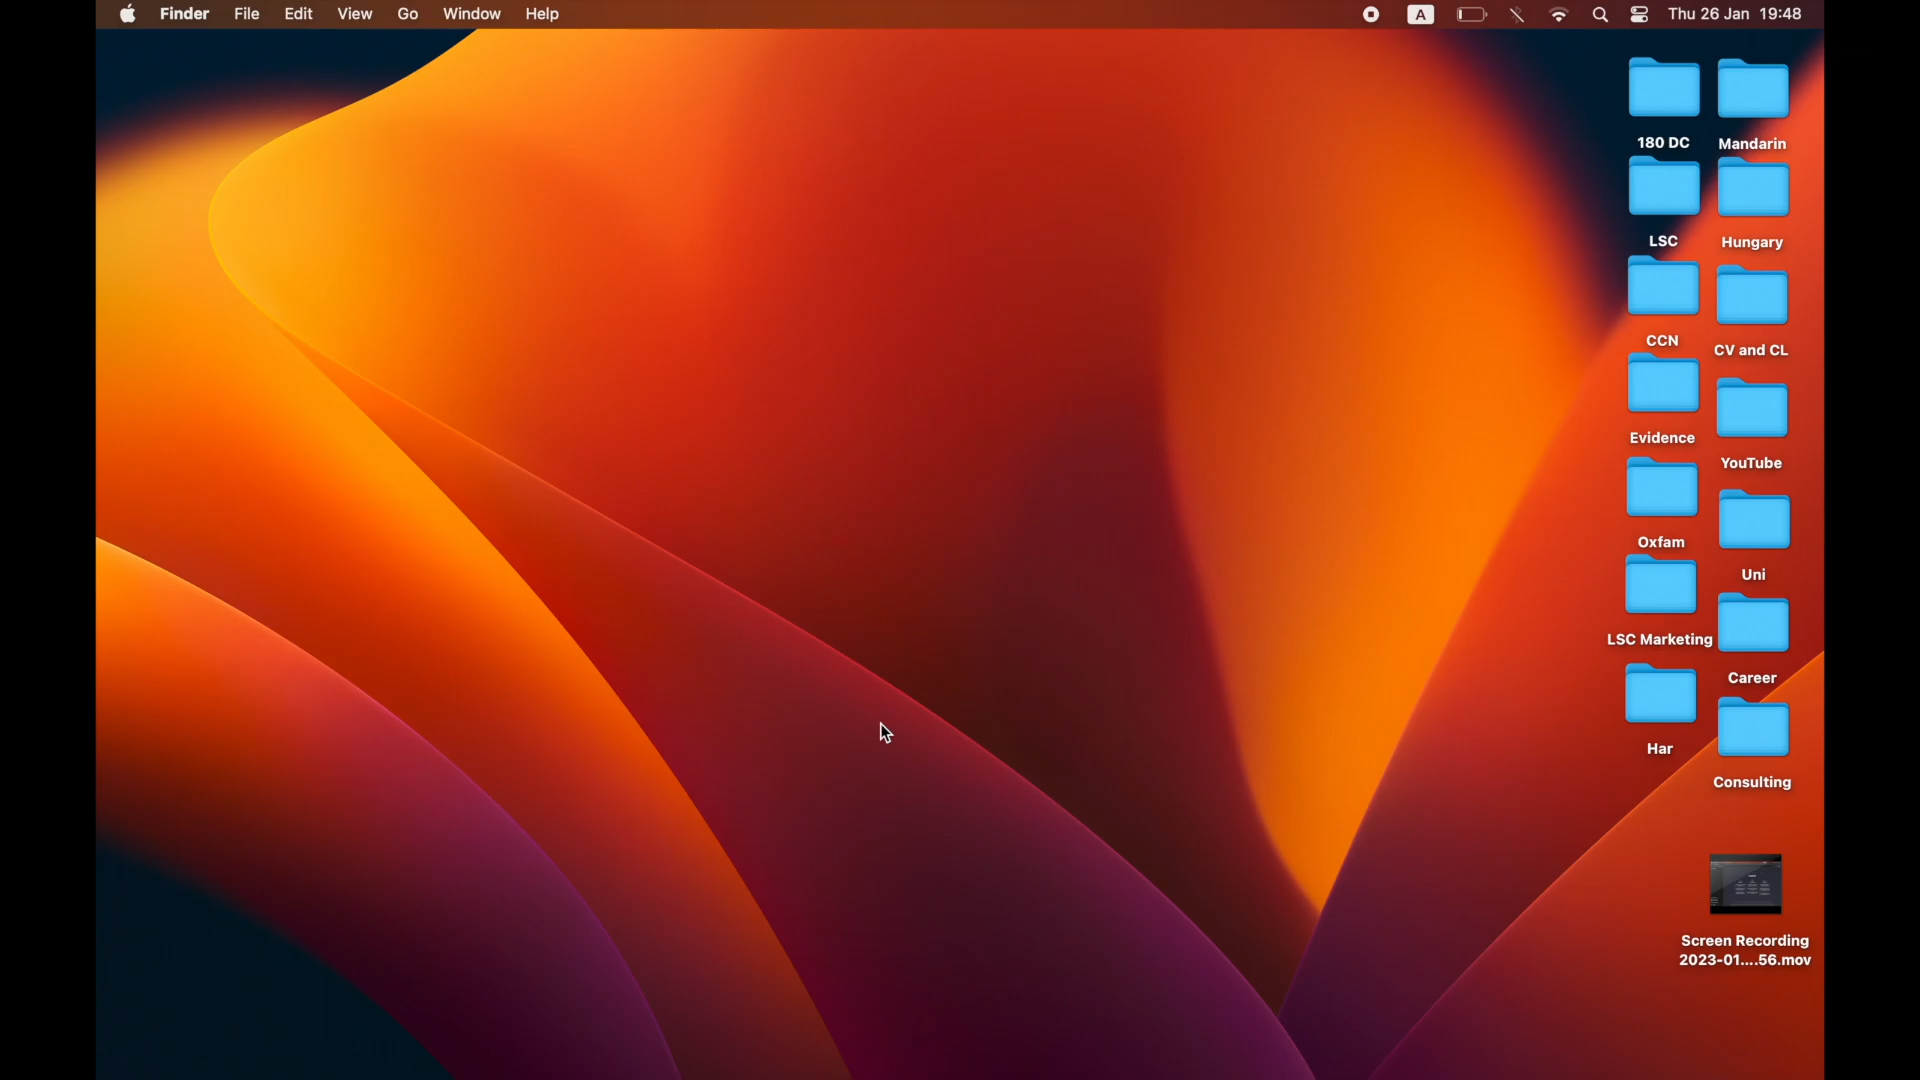 Finder File Edit View Go Window Help A Thu 26 Jan 19:48
180 DC Mandarin
LSC Hungary
CCN CV and CL
Evidence YouTube
Oxfam Uni
LSC Marketing Career
Har Consulting
Screen Recording
2023-01....56.mov